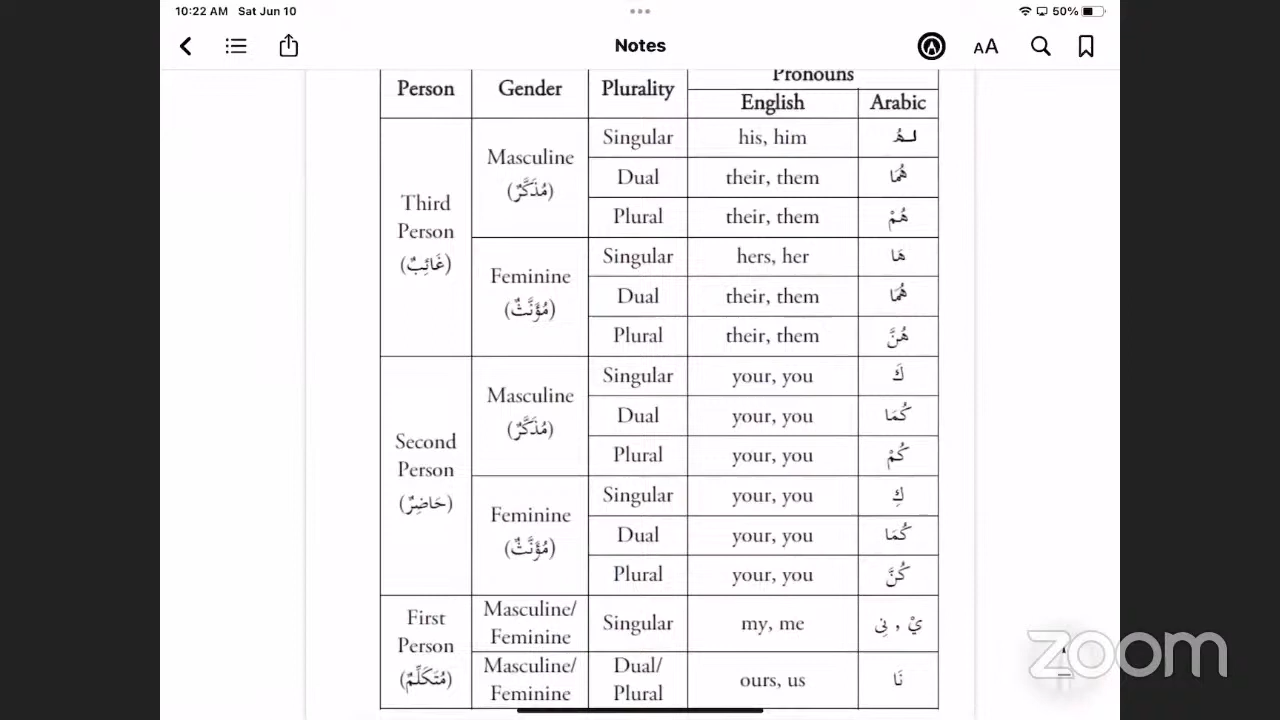 10:22 AM Sat Jun 10
50%
Notes
AA
Pronouns
Person Gender Plurality English Arabic
Third Person (غَائِبٌ)
Masculine (مُذَكَّرٌ)
Singular his, him ـهُ
Dual their, them هُمَا
Plural their, them هُمْ
Feminine (مُؤَنَّثٌ)
Singular hers, her هَا
Dual their, them هُمَا
Plural their, them هُنَّ
Second Person (حَاضِرٌ)
Masculine (مُذَكَّرٌ)
Singular your, you كَ
Dual your, you كُمَا
Plural your, you كُمْ
Feminine (مُؤَنَّثٌ)
Singular your, you كِ
Dual your, you كُمَا
Plural your, you كُنَّ
First Person (مُتَكَلِّمٌ)
Masculine/ Feminine Singular my, me يْ , نِى
Masculine/ Feminine Dual/ Plural ours, us نَا
zoom